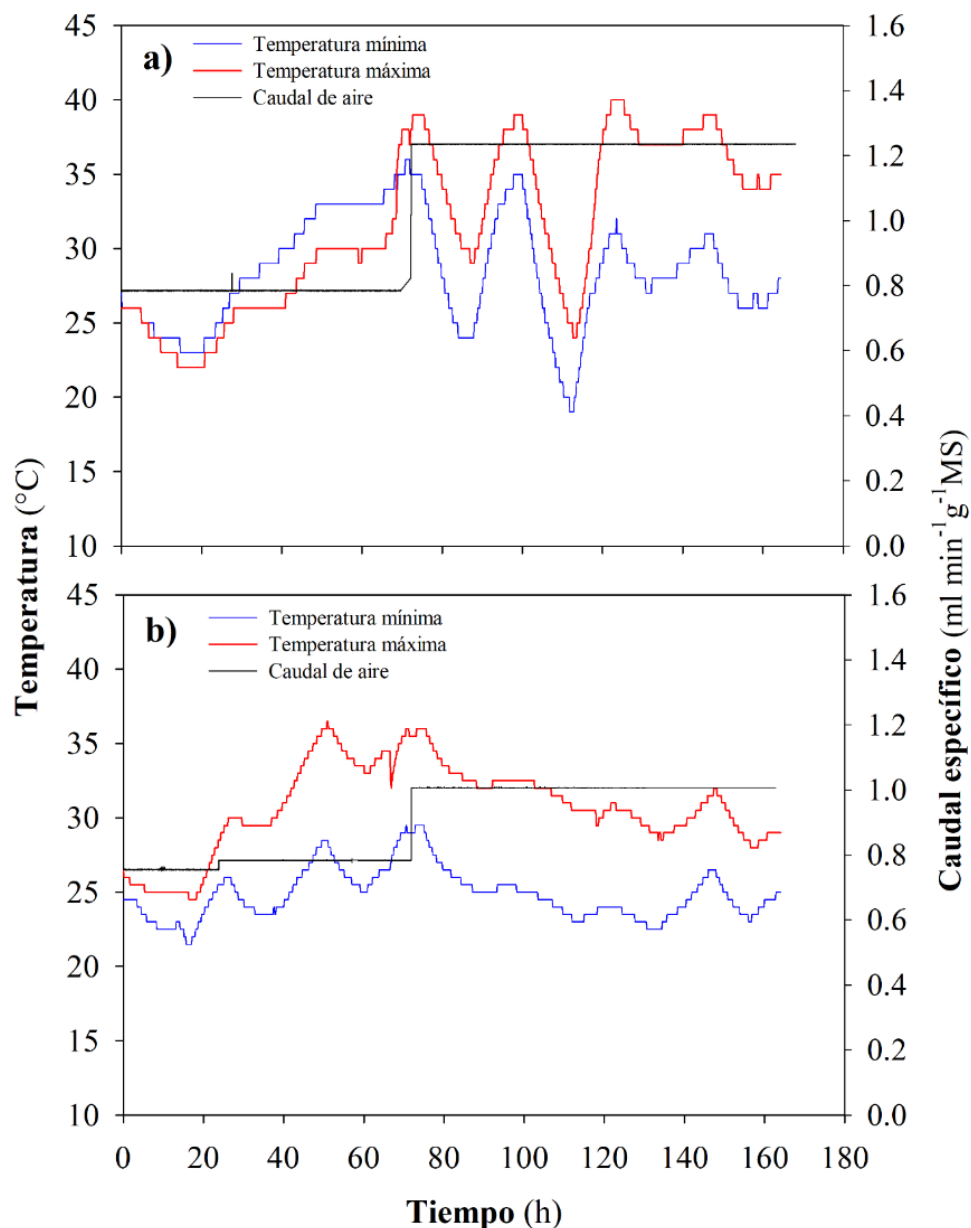 a)
Temperatura mínima
Temperatura máxima
Caudal de aire
45
40
35
30
25
20
15
10
1.6
1.4
1.2
1.0
0.8
0.6
0.4
0.2
0.0
b)
Temperatura mínima
Temperatura máxima
Caudal de aire
45
40
35
30
25
20
15
10
1.6
1.4
1.2
1.0
0.8
0.6
0.4
0.2
0.0
0 20 40 60 80 100 120 140 160 180
Tiempo (h)
Temperatura (°C)
Caudal específico (ml min⁻¹g⁻¹MS)